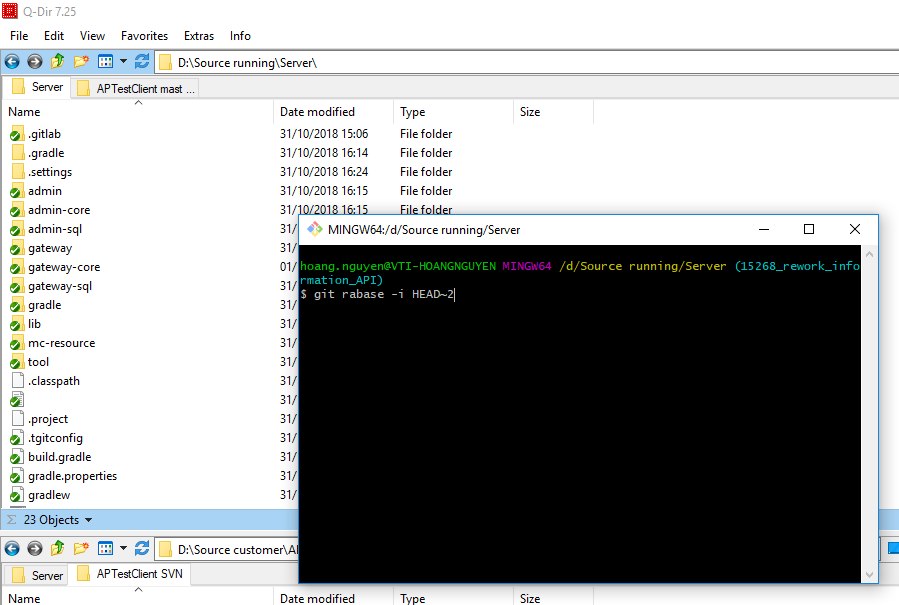 Q-Dir 7.25
File Edit View Favorites Extras Info
D:\Source running\Server\
Server APTestClient mast ...
Name Date modified Type Size
.gitlab 31/10/2018 15:06 File folder
.gradle 31/10/2018 16:14 File folder
.settings 31/10/2018 16:24 File folder
admin 31/10/2018 16:15 File folder
admin-core 31/10/2018 16:15 File folder
admin-sql 31/
gateway 31/
gateway-core 01/
gateway-sql 31/
gradle 31/
lib 31/
mc-resource 31/
tool 31/
.classpath 31/
31/
.project 31/
.tgitconfig 31/
build.gradle 31/
gradle.properties 31/
gradlew 31/
23 Objects
MINGW64:/d/Source running/Server
hoang.nguyen@VTI-HOANGNGUYEN MINGW64 /d/Source running/Server (15268_rework_info
rmation_API)
$ git rabase -i HEAD~2
D:\Source customer\A
Server APTestClient SVN
Name Date modified Type Size